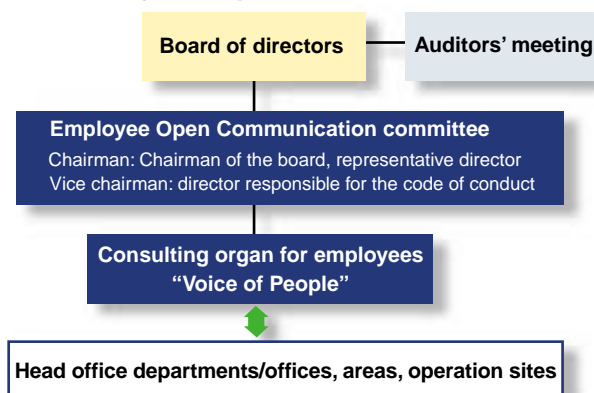 Board of directors
Auditors’ meeting
Employee Open Communication committee
Chairman: Chairman of the board, representative director
Vice chairman: director responsible for the code of conduct
Consulting organ for employees
“Voice of People”
Head office departments/offices, areas, operation sites